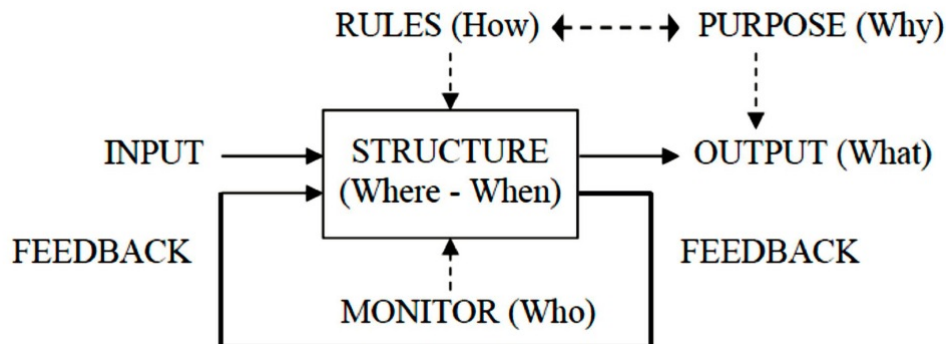 RULES (How)
PURPOSE (Why)
INPUT
STRUCTURE
(Where - When)
OUTPUT (What)
FEEDBACK
FEEDBACK
MONITOR (Who)